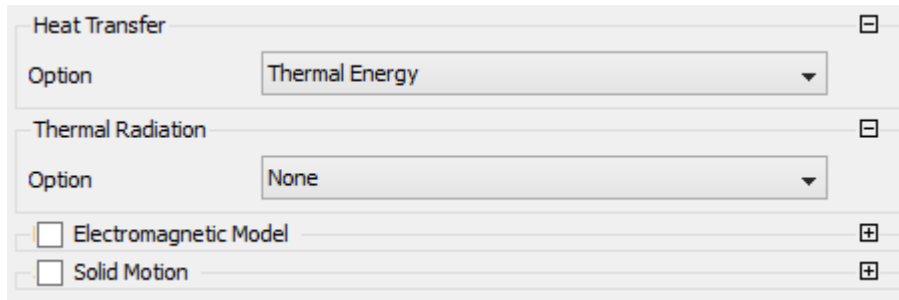 Heat Transfer
Option Thermal Energy
Thermal Radiation
Option None
Electromagnetic Model
Solid Motion